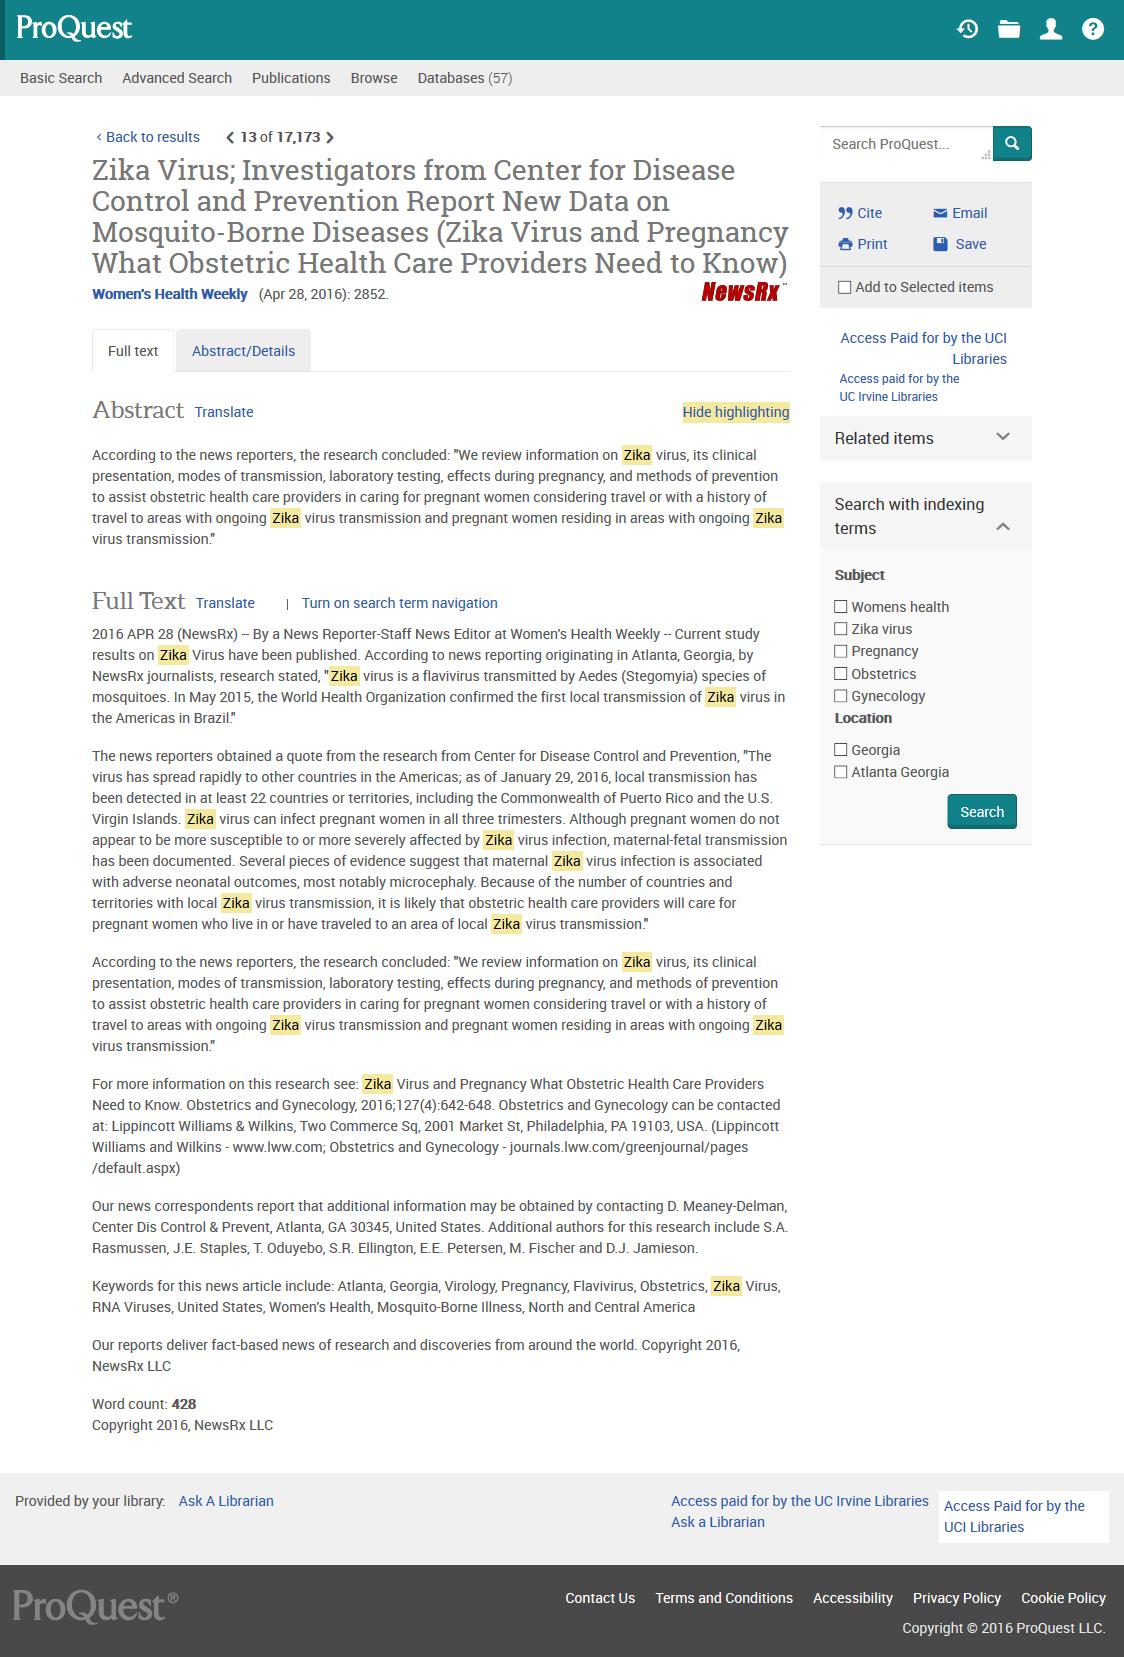 ProQuest
?
Basic Search Advanced Search Publications Browse Databases (57)
‹ Back to results 13 of 17,173
Zika Virus; Investigators from Center for Disease
Control and Prevention Report New Data on
Mosquito-Borne Diseases (Zika Virus and Pregnancy
What Obstetric Health Care Providers Need to Know)
Women's Health Weekly (Apr 28, 2016): 2852.
NewsRx
Full text Abstract/Details
Abstract Translate Hide highlighting
According to the news reporters, the research concluded: "We review information on Zika virus, its clinical
presentation, modes of transmission, laboratory testing, effects during pregnancy, and methods of prevention
to assist obstetric health care providers in caring for pregnant women considering travel or with a history of
travel to areas with ongoing Zika virus transmission and pregnant women residing in areas with ongoing Zika
virus transmission."
Full Text Translate | Turn on search term navigation
2016 APR 28 (NewsRx) -- By a News Reporter-Staff News Editor at Women's Health Weekly -- Current study
results on Zika Virus have been published. According to news reporting originating in Atlanta, Georgia, by
NewsRx journalists, research stated, "Zika virus is a flavivirus transmitted by Aedes (Stegomyia) species of
mosquitoes. In May 2015, the World Health Organization confirmed the first local transmission of Zika virus in
the Americas in Brazil."
The news reporters obtained a quote from the research from Center for Disease Control and Prevention, "The
virus has spread rapidly to other countries in the Americas; as of January 29, 2016, local transmission has
been detected in at least 22 countries or territories, including the Commonwealth of Puerto Rico and the U.S.
Virgin Islands. Zika virus can infect pregnant women in all three trimesters. Although pregnant women do not
appear to be more susceptible to or more severely affected by Zika virus infection, maternal-fetal transmission
has been documented. Several pieces of evidence suggest that maternal Zika virus infection is associated
with adverse neonatal outcomes, most notably microcephaly. Because of the number of countries and
territories with local Zika virus transmission, it is likely that obstetric health care providers will care for
pregnant women who live in or have traveled to an area of local Zika virus transmission."
According to the news reporters, the research concluded: "We review information on Zika virus, its clinical
presentation, modes of transmission, laboratory testing, effects during pregnancy, and methods of prevention
to assist obstetric health care providers in caring for pregnant women considering travel or with a history of
travel to areas with ongoing Zika virus transmission and pregnant women residing in areas with ongoing Zika
virus transmission."
For more information on this research see: Zika Virus and Pregnancy What Obstetric Health Care Providers
Need to Know. Obstetrics and Gynecology, 2016;127(4):642-648. Obstetrics and Gynecology can be contacted
at: Lippincott Williams & Wilkins, Two Commerce Sq, 2001 Market St, Philadelphia, PA 19103, USA. (Lippincott
Williams and Wilkins - www.lww.com; Obstetrics and Gynecology - journals.lww.com/greenjournal/pages
/default.aspx)
Our news correspondents report that additional information may be obtained by contacting D. Meaney-Delman,
Center Dis Control & Prevent, Atlanta, GA 30345, United States. Additional authors for this research include S.A.
Rasmussen, J.E. Staples, T. Oduyebo, S.R. Ellington, E.E. Petersen, M. Fischer and D.J. Jamieson.
Keywords for this news article include: Atlanta, Georgia, Virology, Pregnancy, Flavivirus, Obstetrics, Zika Virus,
RNA Viruses, United States, Women's Health, Mosquito-Borne Illness, North and Central America
Our reports deliver fact-based news of research and discoveries from around the world. Copyright 2016,
NewsRx LLC
Word count: 428
Copyright 2016, NewsRx LLC
Search ProQuest...
Cite Email
Print Save
Add to Selected items
Access Paid for by the UCI
Libraries
Access paid for by the
UC Irvine Libraries
Related items
Search with indexing
terms
Subject
Womens health
Zika virus
Pregnancy
Obstetrics
Gynecology
Location
Georgia
Atlanta Georgia
Search
Provided by your library: Ask A Librarian
Access paid for by the UC Irvine Libraries
Ask a Librarian
Access Paid for by the
UCI Libraries
ProQuest®
Contact Us Terms and Conditions Accessibility Privacy Policy Cookie Policy
Copyright © 2016 ProQuest LLC.